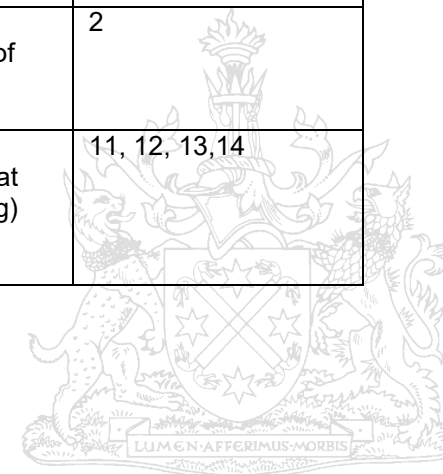 2
of
11, 12, 13,14
at
g)
LUMEN·AFFERIMUS·MORBIS